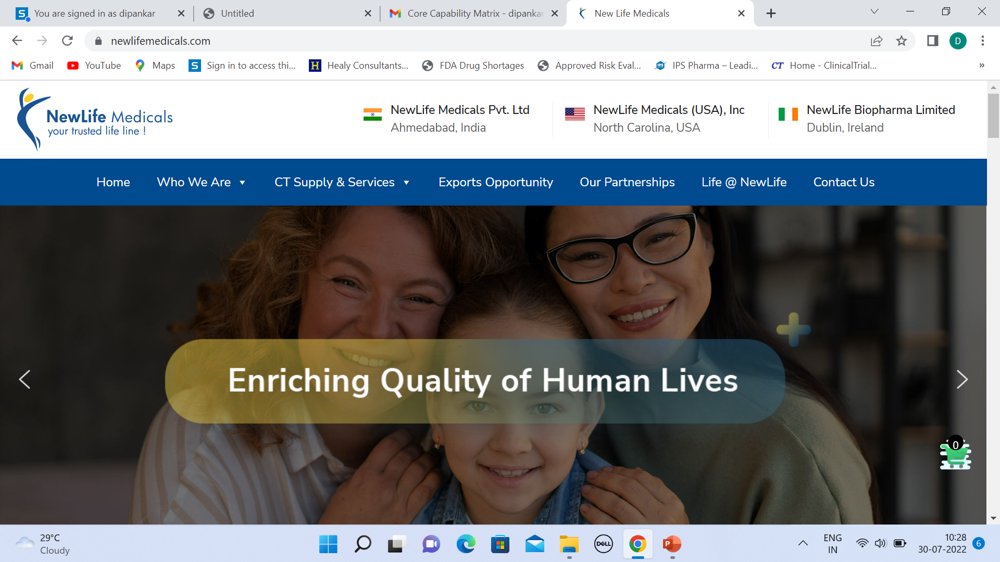 You are signed in as dipankar
Untitled
Core Capability Matrix - dipankar
New Life Medicals
newlifemedicals.com
D
Gmail
YouTube
Maps
Sign in to access thi...
Healy Consultants...
FDA Drug Shortages
Approved Risk Eval...
IPS Pharma – Leadi...
CT
Home - ClinicalTrial...
»
NewLife Medicals
your trusted life line !
NewLife Medicals Pvt. Ltd
Ahmedabad, India
NewLife Medicals (USA), Inc
North Carolina, USA
NewLife Biopharma Limited
Dublin, Ireland
Home
Who We Are
CT Supply & Services
Exports Opportunity
Our Partnerships
Life @ NewLife
Contact Us
Enriching Quality of Human Lives
0
29°C
Cloudy
DELL
ENG
IN
10:28
30-07-2022
6